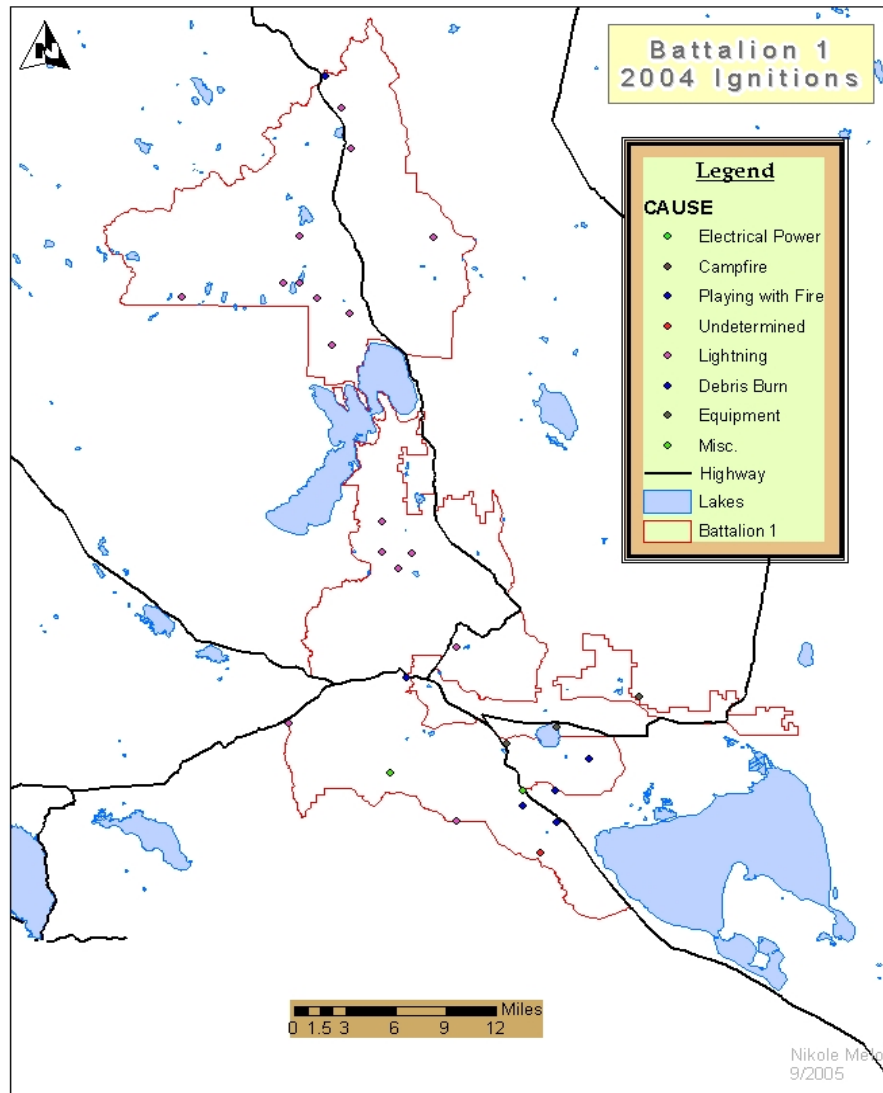 N
Battalion 1
2004 Ignitions
Legend
CAUSE
Electrical Power
Campfire
Playing with Fire
Undetermined
Lightning
Debris Burn
Equipment
Misc.
Highway
Lakes
Battalion 1
Miles
0 1.5 3 6 9 12
Nikole
9/2005